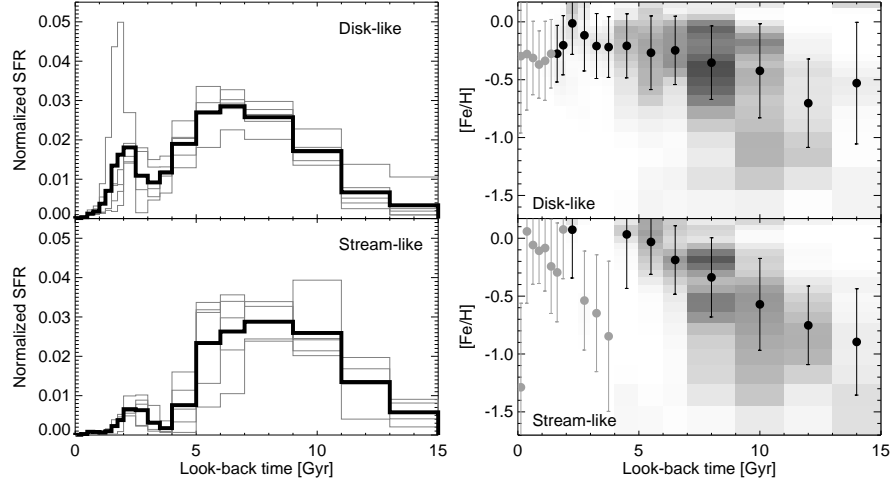 0.05
0.04
0.03
0.02
0.01
0.00
Normalized SFR
Disk-like
0.0
-0.5
-1.0
-1.5
[Fe/H]
Disk-like
0.05
0.04
0.03
0.02
0.01
0.00
Normalized SFR
Stream-like
0 5 10 15
Look-back time [Gyr]
0.0
-0.5
-1.0
-1.5
[Fe/H]
Stream-like
0 5 10 15
Look-back time [Gyr]